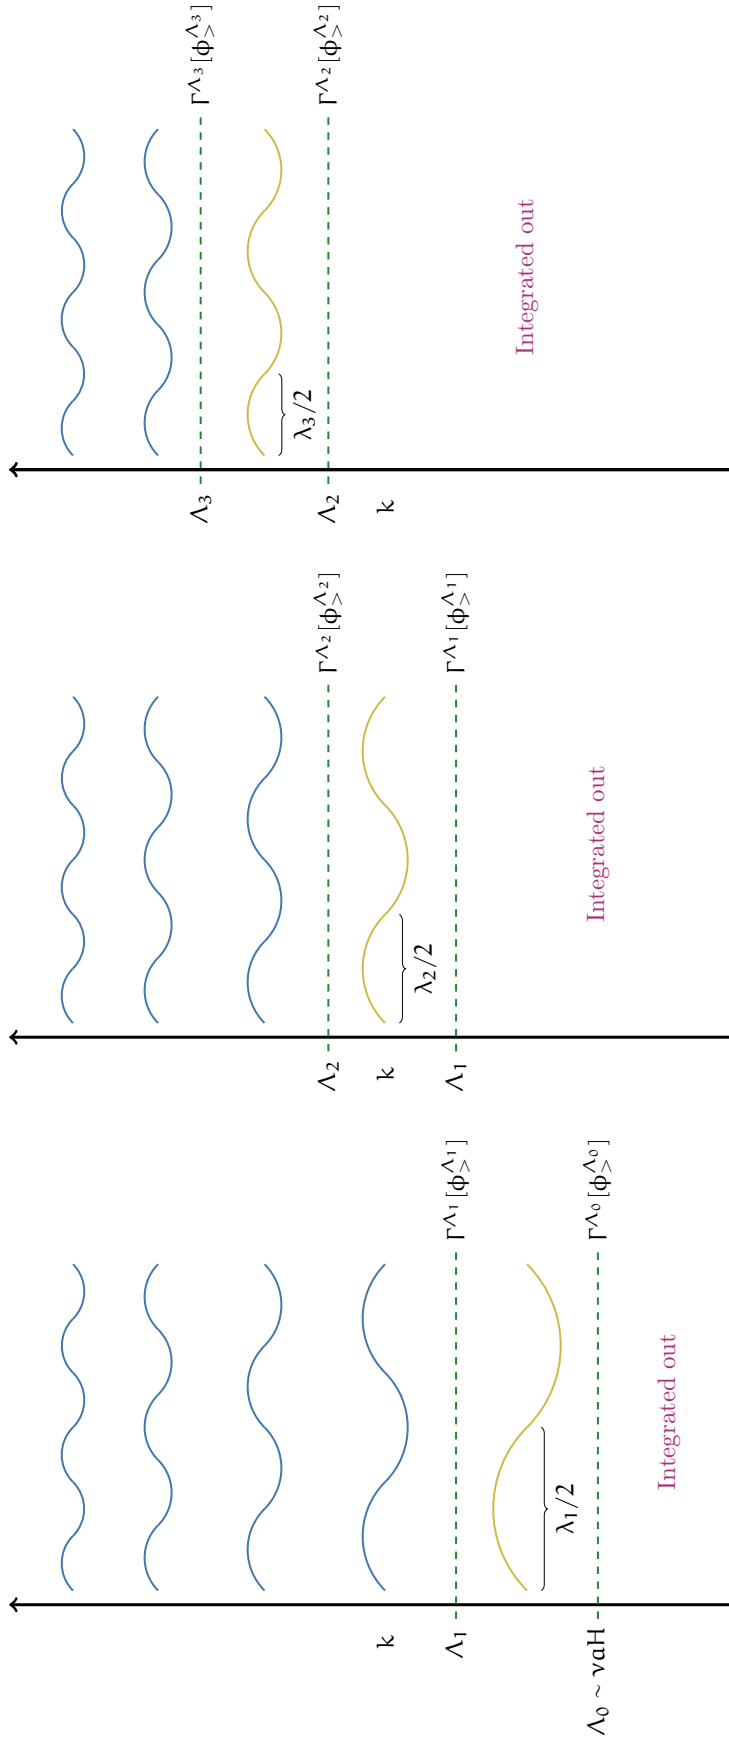 k
Λ₁
Γ^Λ₁[ϕ_>^Λ₁]
λ₁/2
Λ₀ ~ νaH
Γ^Λ₀[ϕ_>^Λ₀]
Integrated out
Λ₂
Γ^Λ₂[ϕ_>^Λ₂]
k
λ₂/2
Λ₁
Γ^Λ₁[ϕ_>^Λ₁]
Integrated out
Λ₃
Γ^Λ₃[ϕ_>^Λ₃]
λ₃/2
Λ₂
Γ^Λ₂[ϕ_>^Λ₂]
k
Integrated out